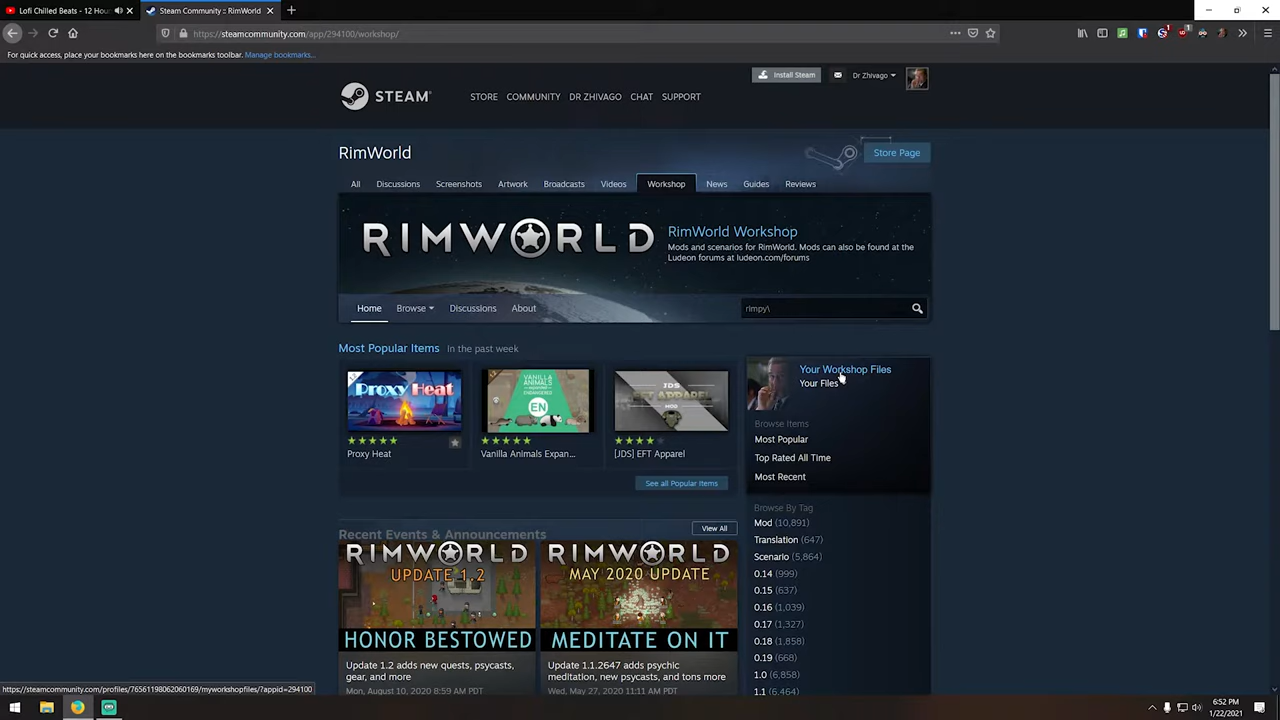 Lofi Chilled Beats - 12 Hou
Steam Community :: RimWorld
https://steamcommunity.com/app/294100/workshop/
For quick access, place your bookmarks here on the bookmarks toolbar. Manage bookmarks...
Install Steam
Dr Zhivago
STEAM
STORE COMMUNITY DR ZHIVAGO CHAT SUPPORT
RimWorld
Store Page
All Discussions Screenshots Artwork Broadcasts Videos Workshop News Guides Reviews
RIMWORLD
RimWorld Workshop
Mods and scenarios for RimWorld. Mods can also be found at the
Ludeon forums at ludeon.com/forums
Home Browse Discussions About
rimpy\
Most Popular Items In the past week
Proxy Heat
VANILLA
ANIMALS
EN
JDS
EFT APPAREL
MOD
Proxy Heat
Vanilla Animals Expan...
[JDS] EFT Apparel
See all Popular Items
Your Workshop Files
Your Files
Browse Items
Most Popular
Top Rated All Time
Most Recent
Browse By Tag
Mod (10,891)
Translation (647)
Scenario (5,864)
0.14 (999)
0.15 (637)
0.16 (1,039)
0.17 (1,327)
0.18 (1,858)
0.19 (668)
1.0 (6,858)
1.1 (6,464)
Recent Events & Announcements
View All
RIMWORLD
UPDATE 1.2
HONOR BESTOWED
RIMWORLD
MAY 2020 UPDATE
MEDITATE ON IT
Update 1.2 adds new quests, psycasts,
gear, and more
Mon, August 10, 2020 8:49 AM PDT
Update 1.1.2647 adds psychic
meditation, new psycasts, and tons more
Wed, May 27, 2020 11:11 AM PDT
https://steamcommunity.com/profiles/76561198062060169/myworkshopfiles/?appid=294100
6:52 PM
1/22/2021